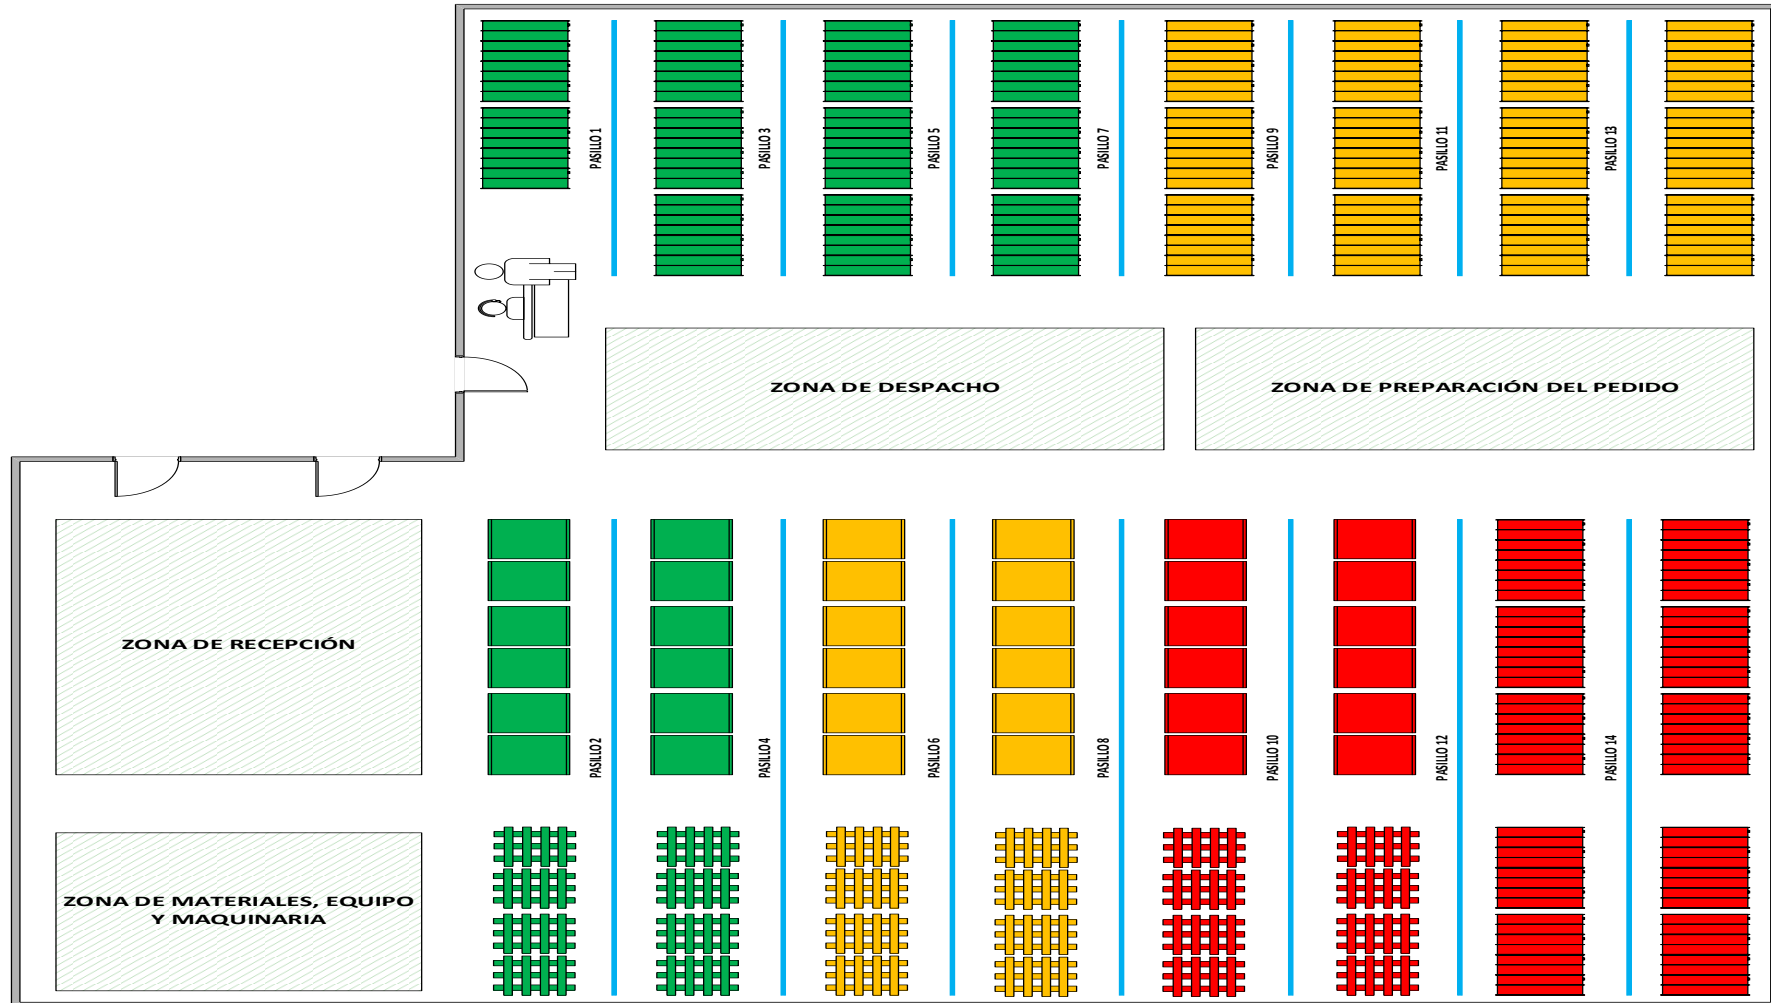 PASILLO 1
PASILLO 3
PASILLO 5
PASILLO 7
PASILLO 9
PASILLO 11
PASILLO 13
ZONA DE DESPACHO
ZONA DE PREPARACIÓN DEL PEDIDO
ZONA DE RECEPCIÓN
PASILLO 2
PASILLO 4
PASILLO 6
PASILLO 8
PASILLO 10
PASILLO 12
PASILLO 14
ZONA DE MATERIALES, EQUIPO
Y MAQUINARIA